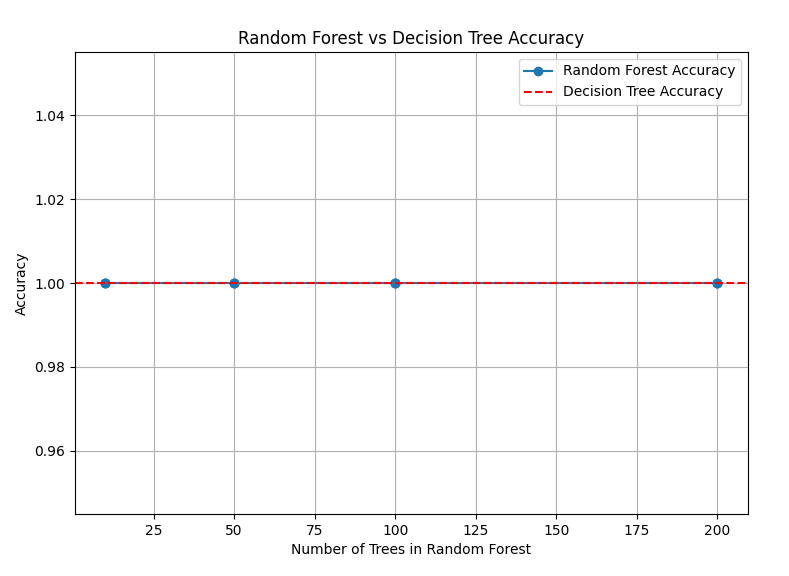 Random Forest vs Decision Tree Accuracy
Random Forest Accuracy
Decision Tree Accuracy
Accuracy
1.04
1.02
1.00
0.98
0.96
25 50 75 100 125 150 175 200
Number of Trees in Random Forest